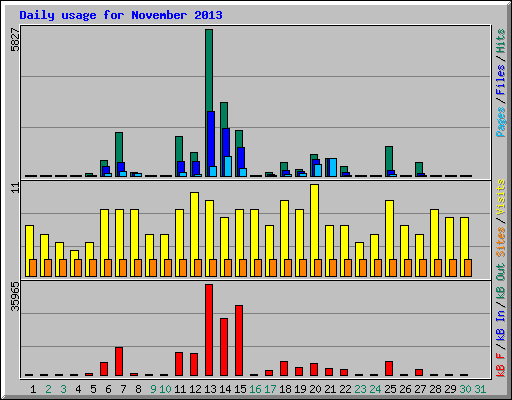 Daily usage for November 2013
5827
Pages/Files/Hits
11
Sites/Visits
35965
kB F/kB In/kB Out
1 2 3 4 5 6 7 8 9 10 11 12 13 14 15 16 17 18 19 20 21 22 23 24 25 26 27 28 29 30 31